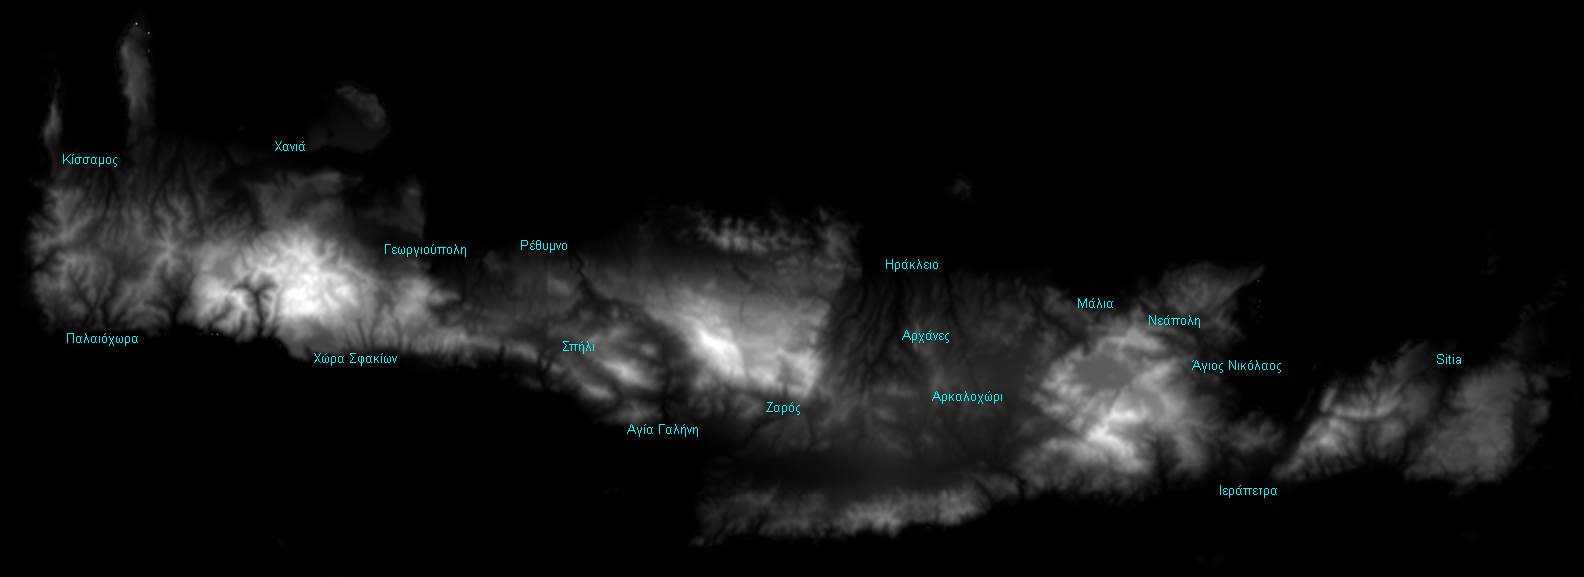 Χανιά
Κίσσαμος
Γεωργιούπολη
Ρέθυμνο
Ηράκλειο
Μάλια
Νεάπολη
Παλαιόχωρα
Αρχάνες
Σπήλι
Χώρα Σφακίων
Sitia
Άγιος Νικόλαος
Αρκαλοχώρι
Ζαρός
Αγία Γαλήνη
Ιεράπετρα